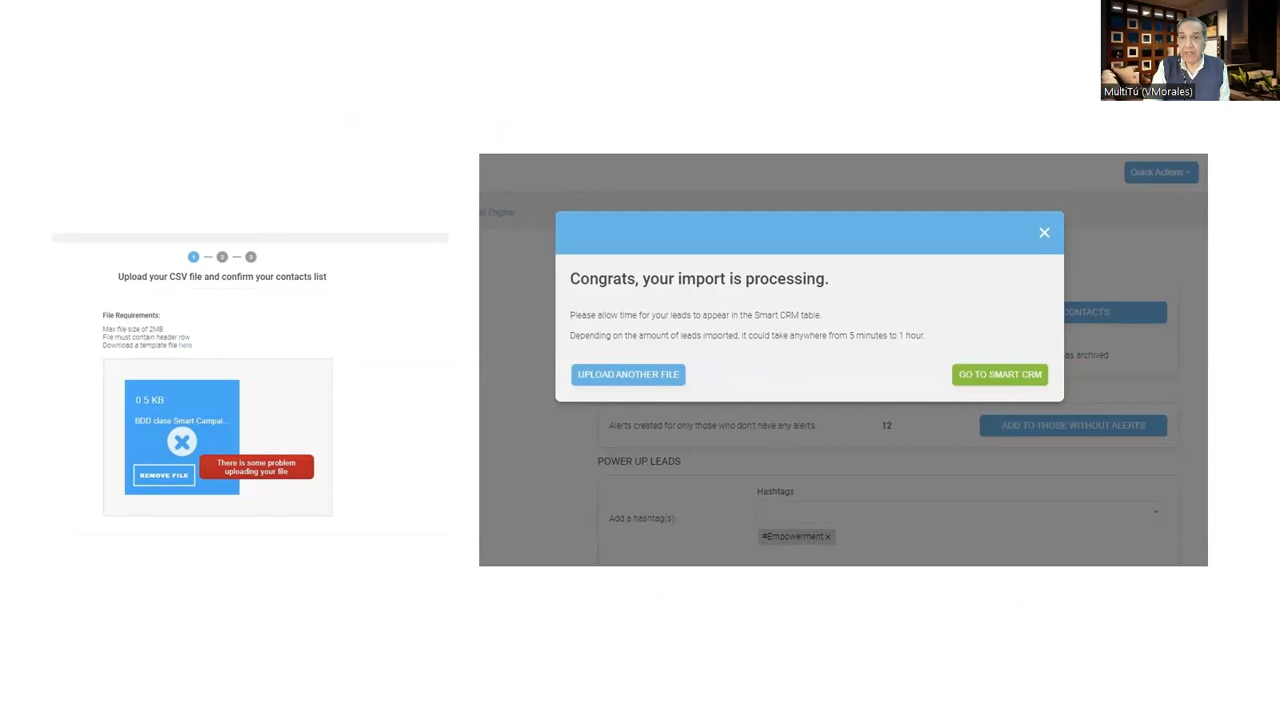 MultiTú (VMorales)
1 2 3
Upload your CSV file and confirm your contacts list
File Requirements:
Max file size of 2MB
File must contain header row
Download a template file here
0.5 KB
BDD clase Smart Campai...
REMOVE FILE
There is some problem
uploading your file
Quick Actions
ail Engine
Congrats, your import is processing.
Please allow time for your leads to appear in the Smart CRM table.
Depending on the amount of leads imported, it could take anywhere from 5 minutes to 1 hour.
UPLOAD ANOTHER FILE
GO TO SMART CRM
CONTACTS
as archived
Alerts created for only those who don't have any alerts
12
ADD TO THOSE WITHOUT ALERTS
POWER UP LEADS
Hashtags
Add a hashtag(s):
#Empowerment x